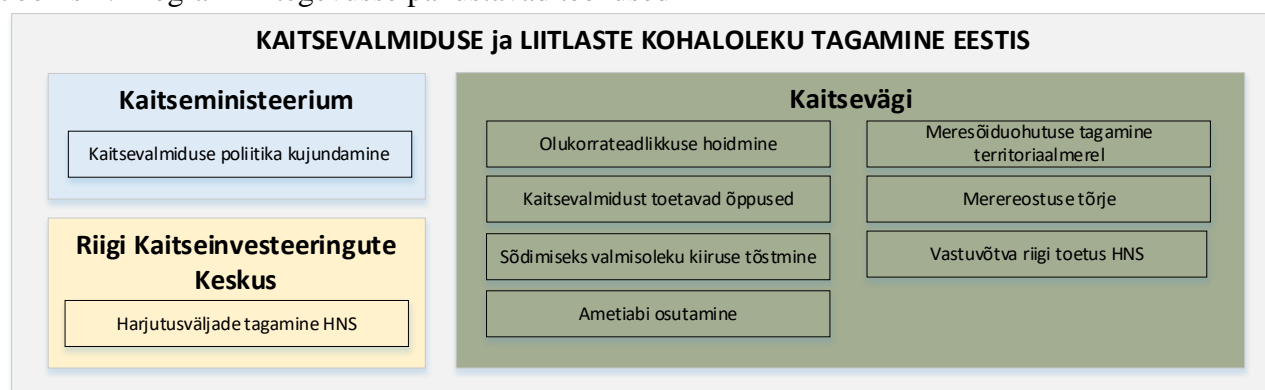 KAITSEVALMIDUSE ja LIITLASTE KOHALOLEKU TAGAMINE EESTIS
Kaitseministeerium
Kaitsevalmiduse poliitika kujundamine
Riigi Kaitseinvesteeringute
Keskus
Harjutusväljade tagamine HNS
Kaitsevägi
Olukorrateadlikkuse hoidmine
Kaitsevalmidust toetavad õppused
Sõdimiseks valmisoleku kiiruse tõstmine
Ametiabi osutamine
Meresõiduohutuse tagamine
territoriaalmerel
Merereostuse tõrje
Vastuvõtva riigi toetus HNS